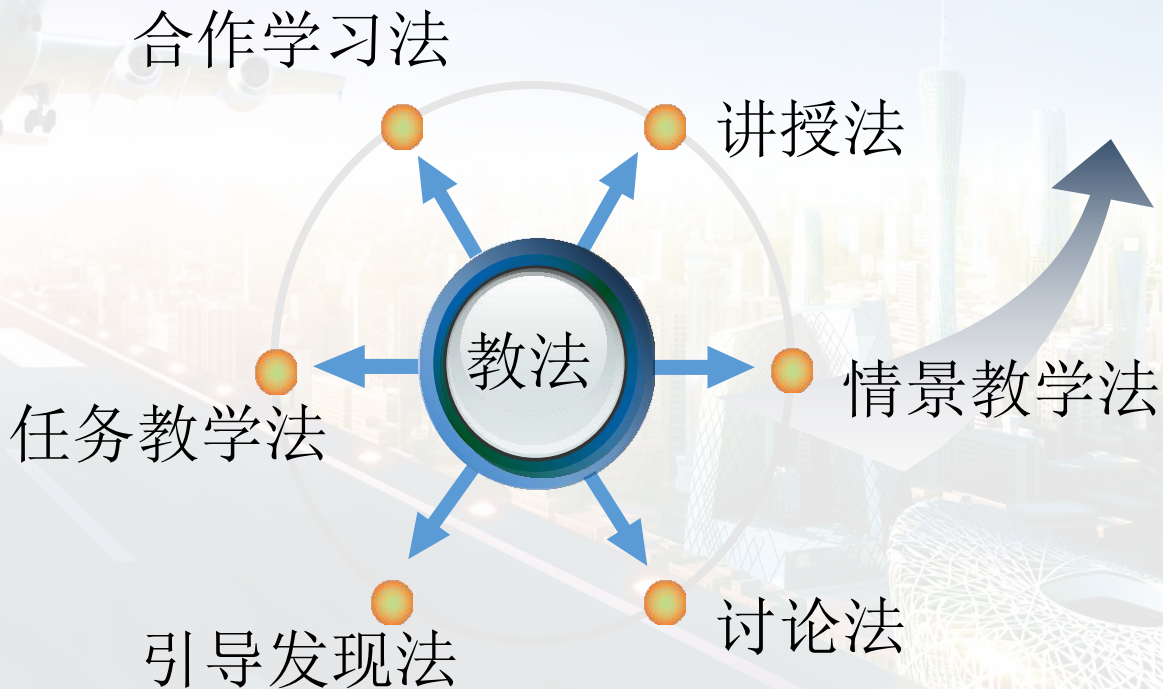 合作学习法
讲授法
教法
情景教学法
任务教学法
讨论法
引导发现法